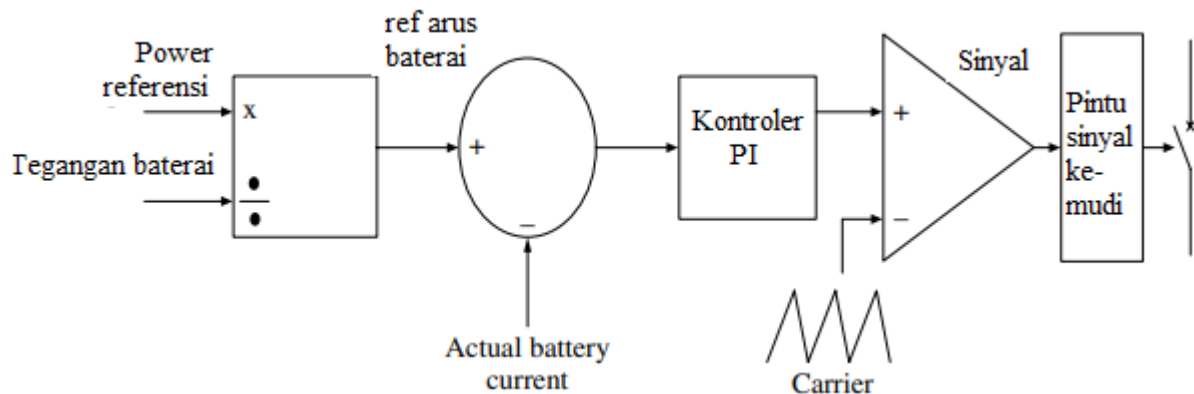 Power
referensi
x
Tegangan baterai
ref arus
baterai
+
−
Actual battery
current
Kontroler
PI
+
−
Sinyal
Carrier
Pintu
sinyal
ke-
mudi